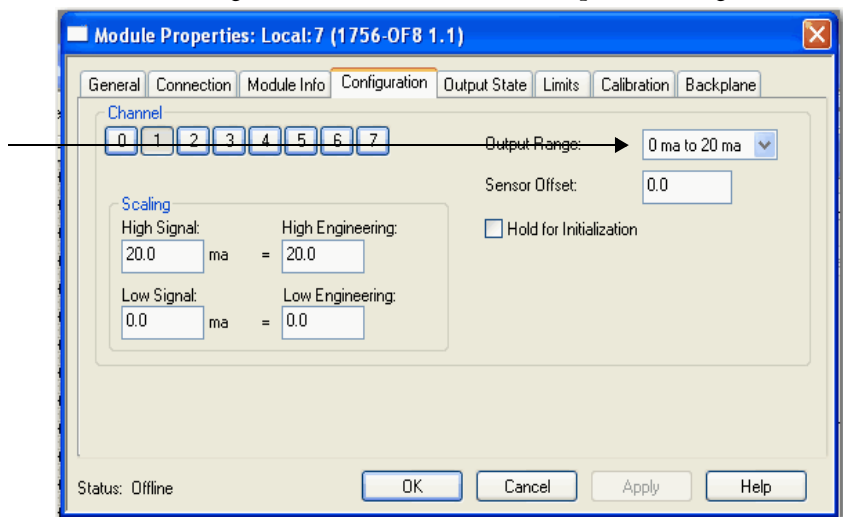 Module Properties: Local:7 (1756-OF8 1.1)
General Connection Module Info Configuration Output State Limits Calibration Backplane
Channel
0 1 2 3 4 5 6 7
Output Range: 0 ma to 20 ma
Sensor Offset: 0.0
Hold for Initialization
Scaling
High Signal: High Engineering:
20.0 ma = 20.0
Low Signal: Low Engineering:
0.0 ma = 0.0
Status: Offline OK Cancel Apply Help